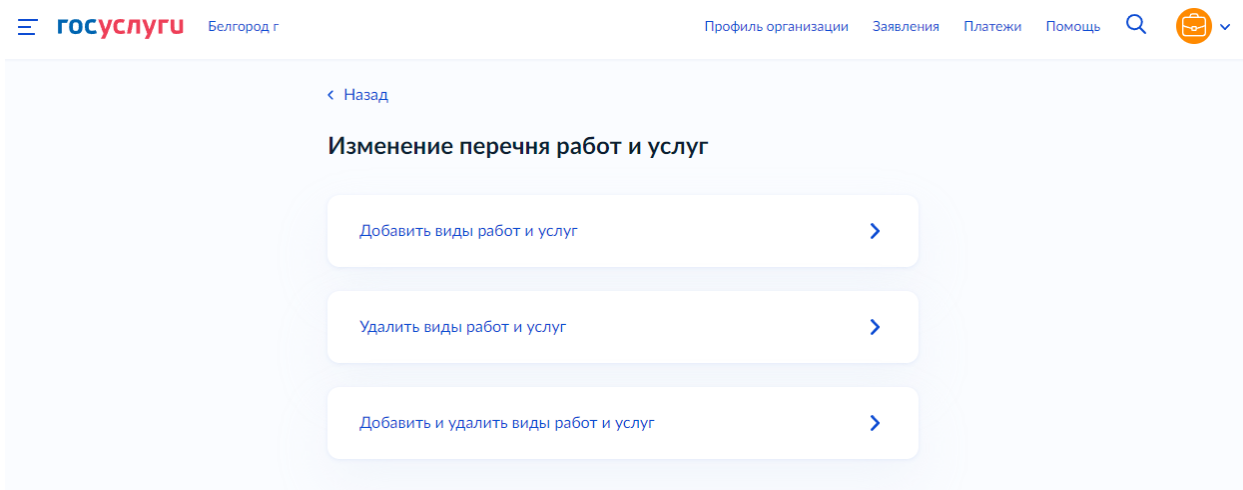 госуслуги Белгород г Профиль организации Заявления Платежи Помощь
Назад
Изменение перечня работ и услуг
Добавить виды работ и услуг
Удалить виды работ и услуг
Добавить и удалить виды работ и услуг